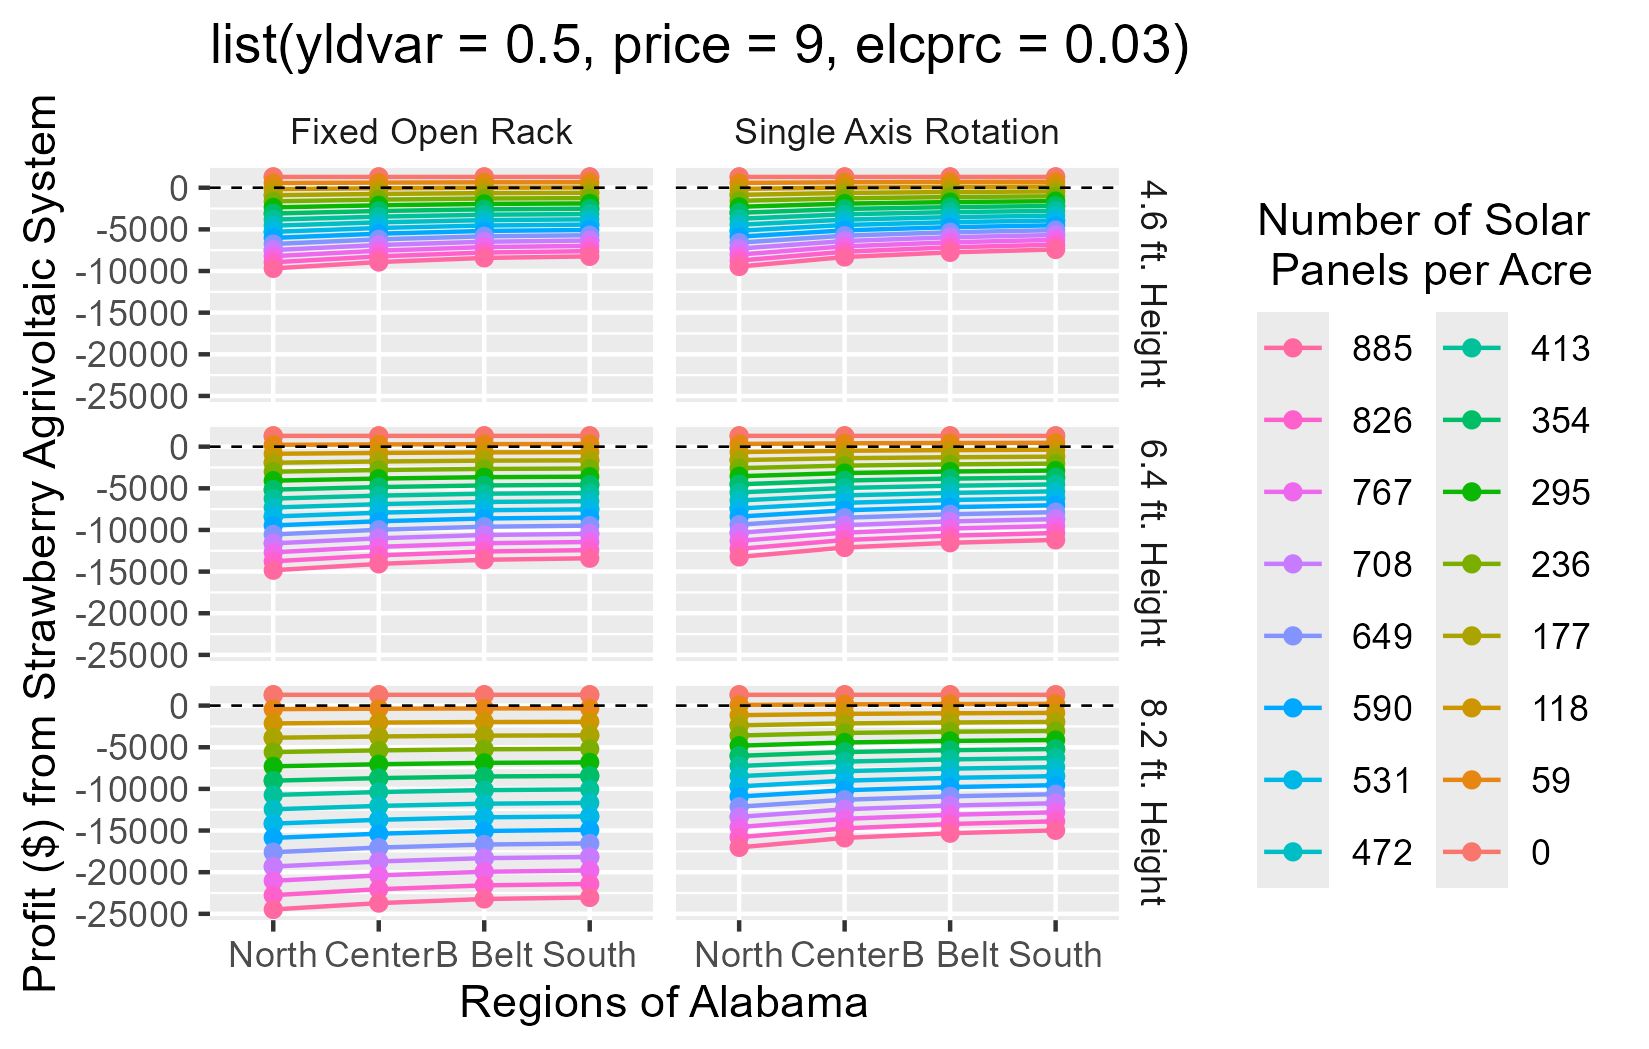 list(yldvar = 0.5, price = 9, elcprc = 0.03)
Profit ($) from Strawberry Agrivoltaic System
Fixed Open Rack
Single Axis Rotation
0
-5000
-10000
-15000
-20000
-25000
4.6 ft. Height
0
-5000
-10000
-15000
-20000
-25000
6.4 ft. Height
0
-5000
-10000
-15000
-20000
-25000
8.2 ft. Height
North Center B Belt South
North Center B Belt South
Regions of Alabama
Number of Solar
Panels per Acre
885
826
767
708
649
590
531
472
413
354
295
236
177
118
59
0